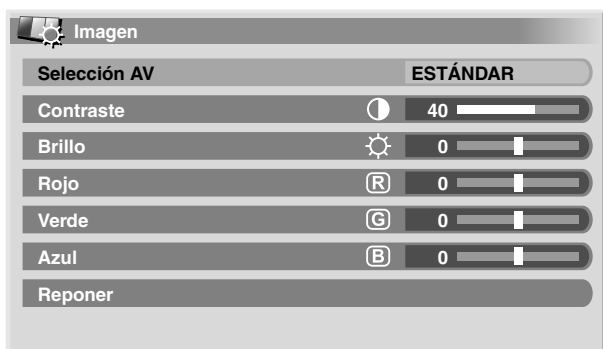 Imagen
Selección AV ESTÁNDAR
Contraste 40
Brillo 0
Rojo R 0
Verde G 0
Azul B 0
Reponer